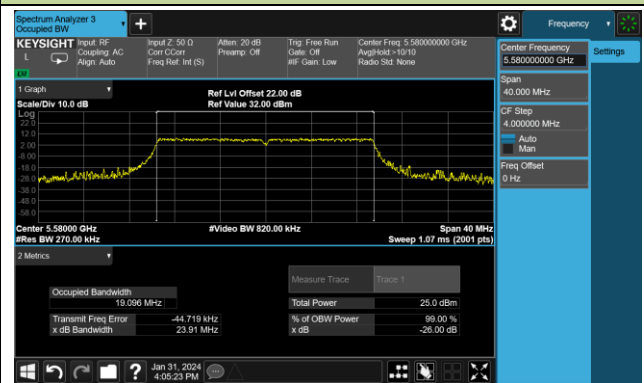 Spectrum Analyzer 3
Occupied BW
Frequency
KEYSIGHT
L
Input: RF
Coupling: AC
Align: Auto
Input Z: 50 Ω
Corr CCorr
Freq Ref: Int (S)
Atten: 20 dB
Preamp: Off
Trig: Free Run
Gate: Off
#IF Gain: Low
Center Freq: 5.580000000 GHz
Avg|Hold:>10/10
Radio Std: None
Center Frequency
5.580000000 GHz
Settings
Span
40.000 MHz
CF Step
4.000000 MHz
Auto
Man
Freq Offset
0 Hz
1 Graph
Scale/Div 10.0 dB
Ref Lvl Offset 22.00 dB
Ref Value 32.00 dBm
Log
22.0
12.0
2.00
-8.00
-18.0
-28.0
-38.0
-48.0
-58.0
Center 5.58000 GHz
#Res BW 270.00 kHz
#Video BW 820.00 kHz
Span 40 MHz
Sweep 1.07 ms (2001 pts)
2 Metrics
Measure Trace
Trace 1
Occupied Bandwidth
19.096 MHz
Total Power
25.0 dBm
Transmit Freq Error
-44.719 kHz
% of OBW Power
99.00 %
x dB Bandwidth
23.91 MHz
x dB
-26.00 dB
?
Jan 31, 2024
4:05:23 PM